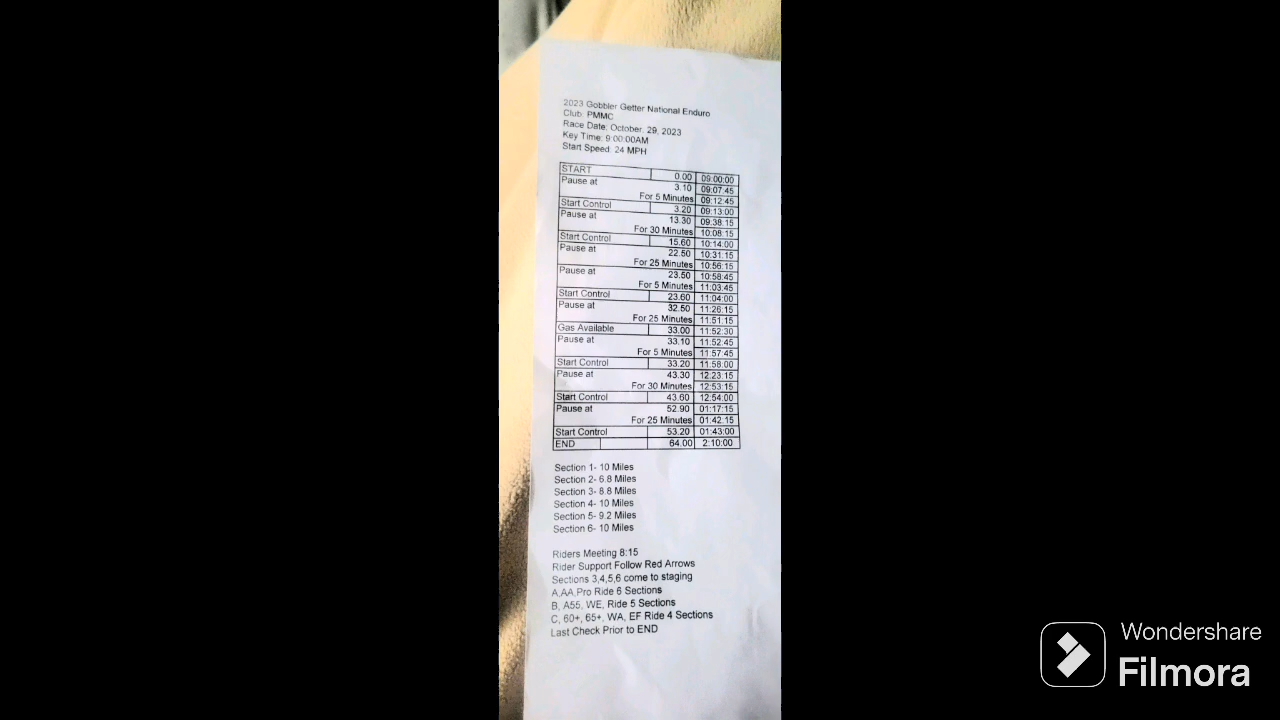 2023 Gobbler Getter National Enduro
Club: PMMC
Race Date: October. 29, 2023
Key Time: 9:00:00AM
Start Speed: 24 MPH
START 0.00 09:00:00
Pause at 3.10 09:07:45
For 5 Minutes 09:12:45
Start Control 3.20 09:13:00
Pause at 13.30 09:38:15
For 30 Minutes 10:08:15
Start Control 15.60 10:14:00
Pause at 22.50 10:31:15
For 25 Minutes 10:56:15
Pause at 23.50 10:58:45
For 5 Minutes 11:03:45
Start Control 23.60 11:04:00
Pause at 32.50 11:26:15
For 25 Minutes 11:51:15
Gas Available 33.00 11:52:30
Pause at 33.10 11:52:45
For 5 Minutes 11:57:45
Start Control 33.20 11:58:00
Pause at 43.30 12:23:15
For 30 Minutes 12:53:15
Start Control 43.60 12:54:00
Pause at 52.90 01:17:15
For 25 Minutes 01:42:15
Start Control 53.20 01:43:00
END 64.00 2:10:00
Section 1- 10 Miles
Section 2- 6.8 Miles
Section 3- 8.8 Miles
Section 4- 10 Miles
Section 5- 9.2 Miles
Section 6- 10 Miles
Riders Meeting 8:15
Rider Support Follow Red Arrows
Sections 3,4,5,6 come to staging
A,AA,Pro Ride 6 Sections
B, A55, WE, Ride 5 Sections
C, 60+, 65+, WA, EF Ride 4 Sections
Last Check Prior to END
Wondershare
Filmora